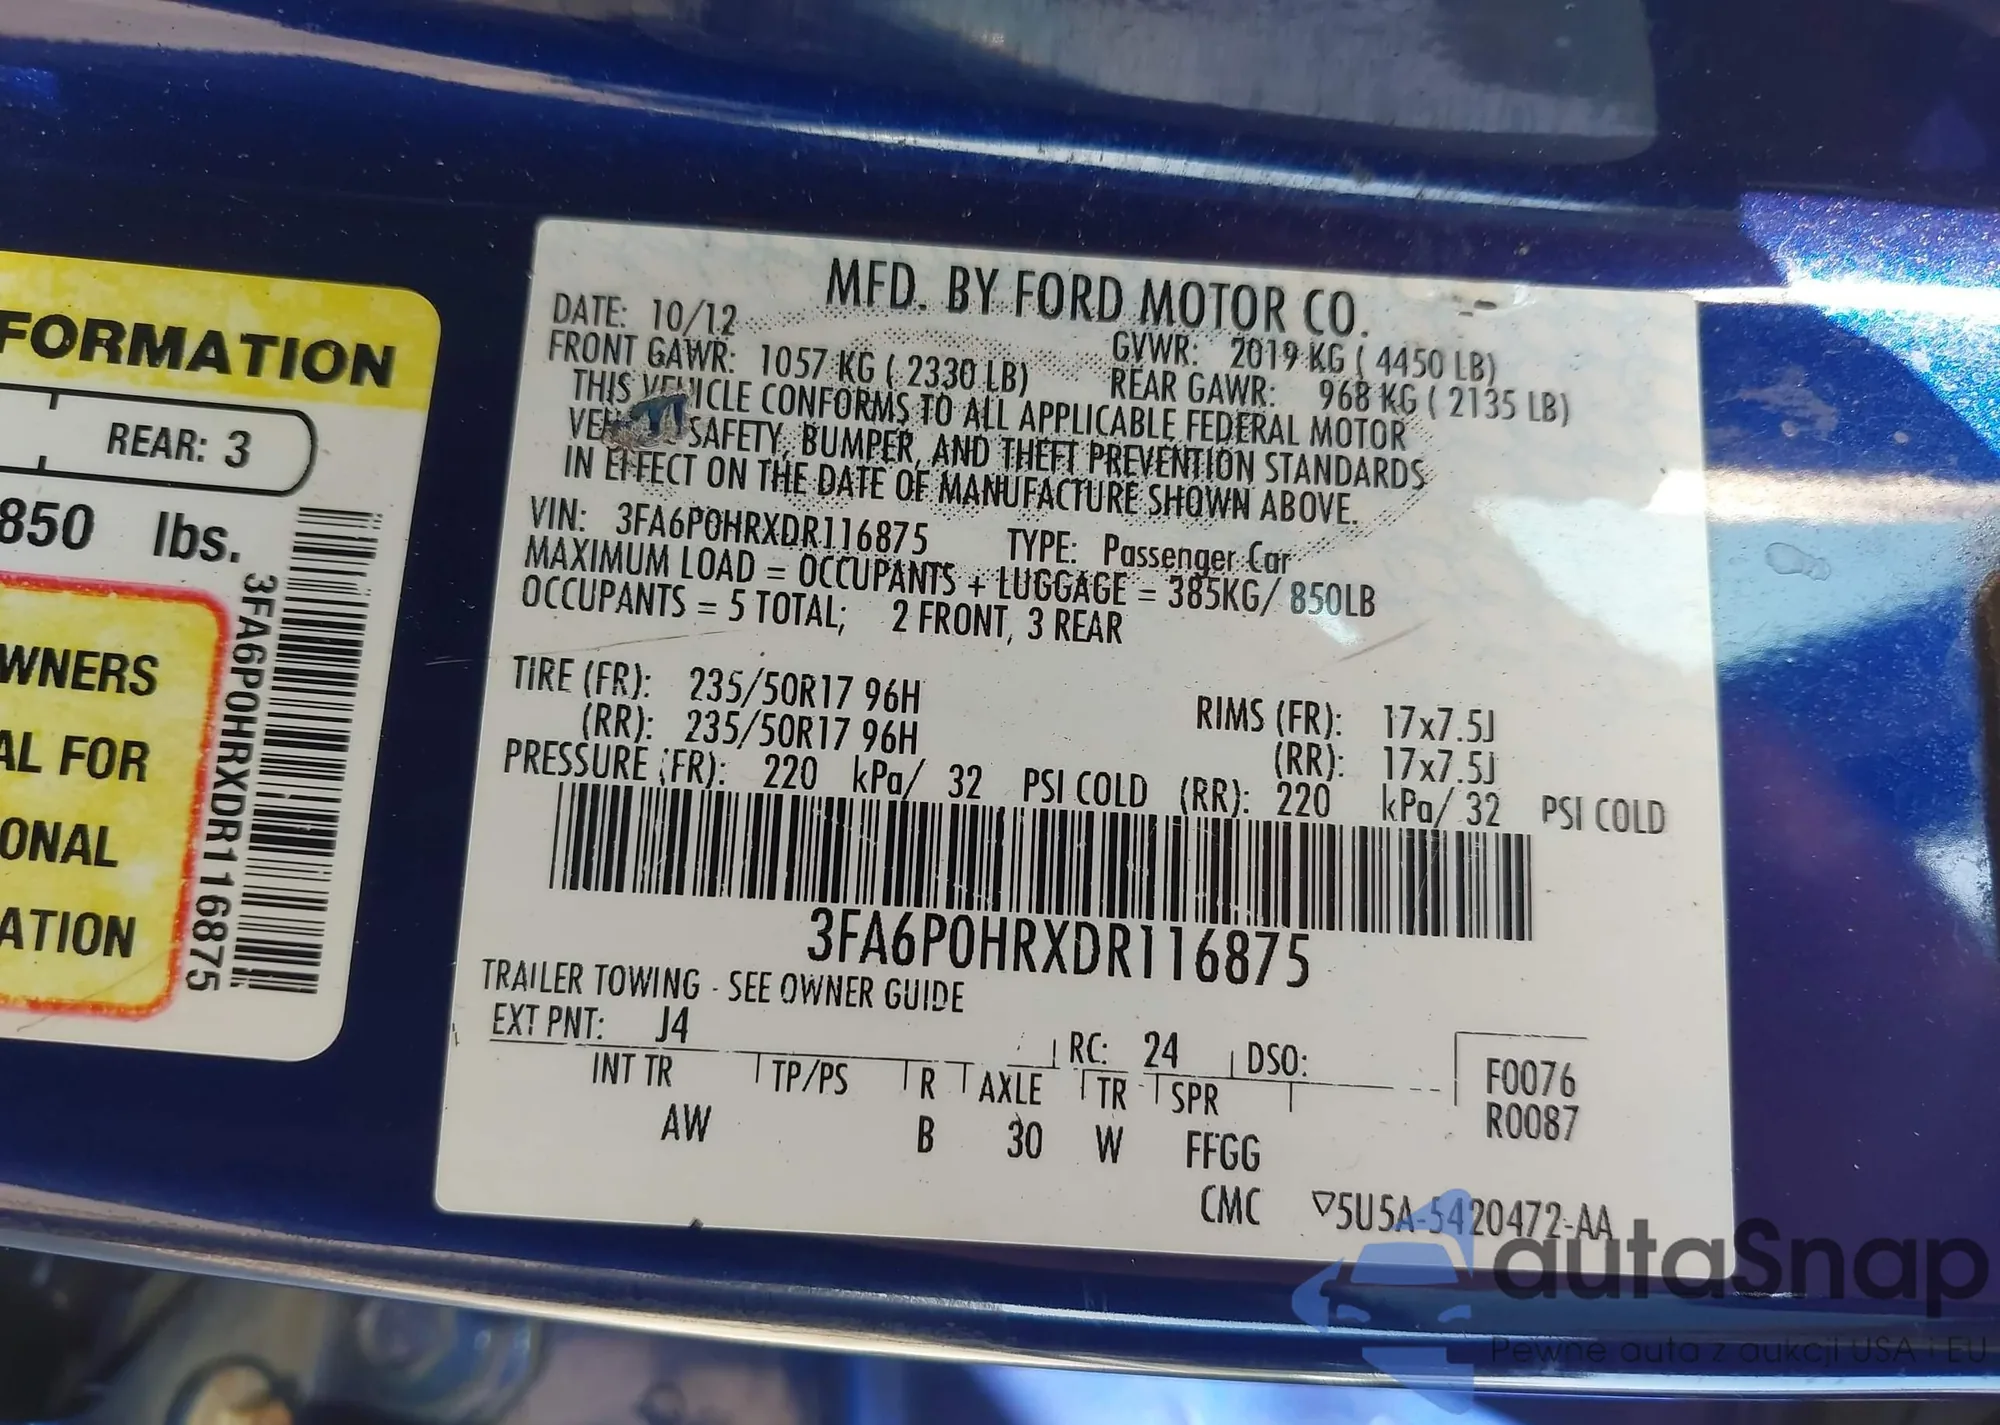 FORMATION
REAR: 3
850 lbs.
WNERS
AL FOR
ONAL
ATION
3FA6P0HRXDR116875
MFD. BY FORD MOTOR CO.
DATE: 10/12
GVWR: 2019 KG ( 4450 LB)
FRONT GAWR: 1057 KG ( 2330 LB)
REAR GAWR: 968 KG ( 2135 LB)
THIS VEHICLE CONFORMS TO ALL APPLICABLE FEDERAL MOTOR
SAFETY, BUMPER, AND THEFT PREVENTION STANDARDS
IN EFFECT ON THE DATE OF MANUFACTURE SHOWN ABOVE.
VIN: 3FA6P0HRXDR116875 TYPE: Passenger Car
MAXIMUM LOAD = OCCUPANTS + LUGGAGE = 385KG/ 850LB
OCCUPANTS = 5 TOTAL; 2 FRONT, 3 REAR
TIRE (FR): 235/50R17 96H RIMS (FR): 17x7.5J
(RR): 235/50R17 96H (RR): 17x7.5J
PRESSURE (FR): 220 kPa/ 32 PSI COLD (RR): 220 kPa/ 32 PSI COLD
3FA6P0HRXDR116875
TRAILER TOWING - SEE OWNER GUIDE
EXT PNT: J4 RC: 24 DSO:
INT TR TP/PS R AXLE TR SPR
AW B 30 W FFGG
F0076
R0087
CMC ▽5U5A-5420472-AA
autaSnap
Pewne auta z aukcji USA i EU